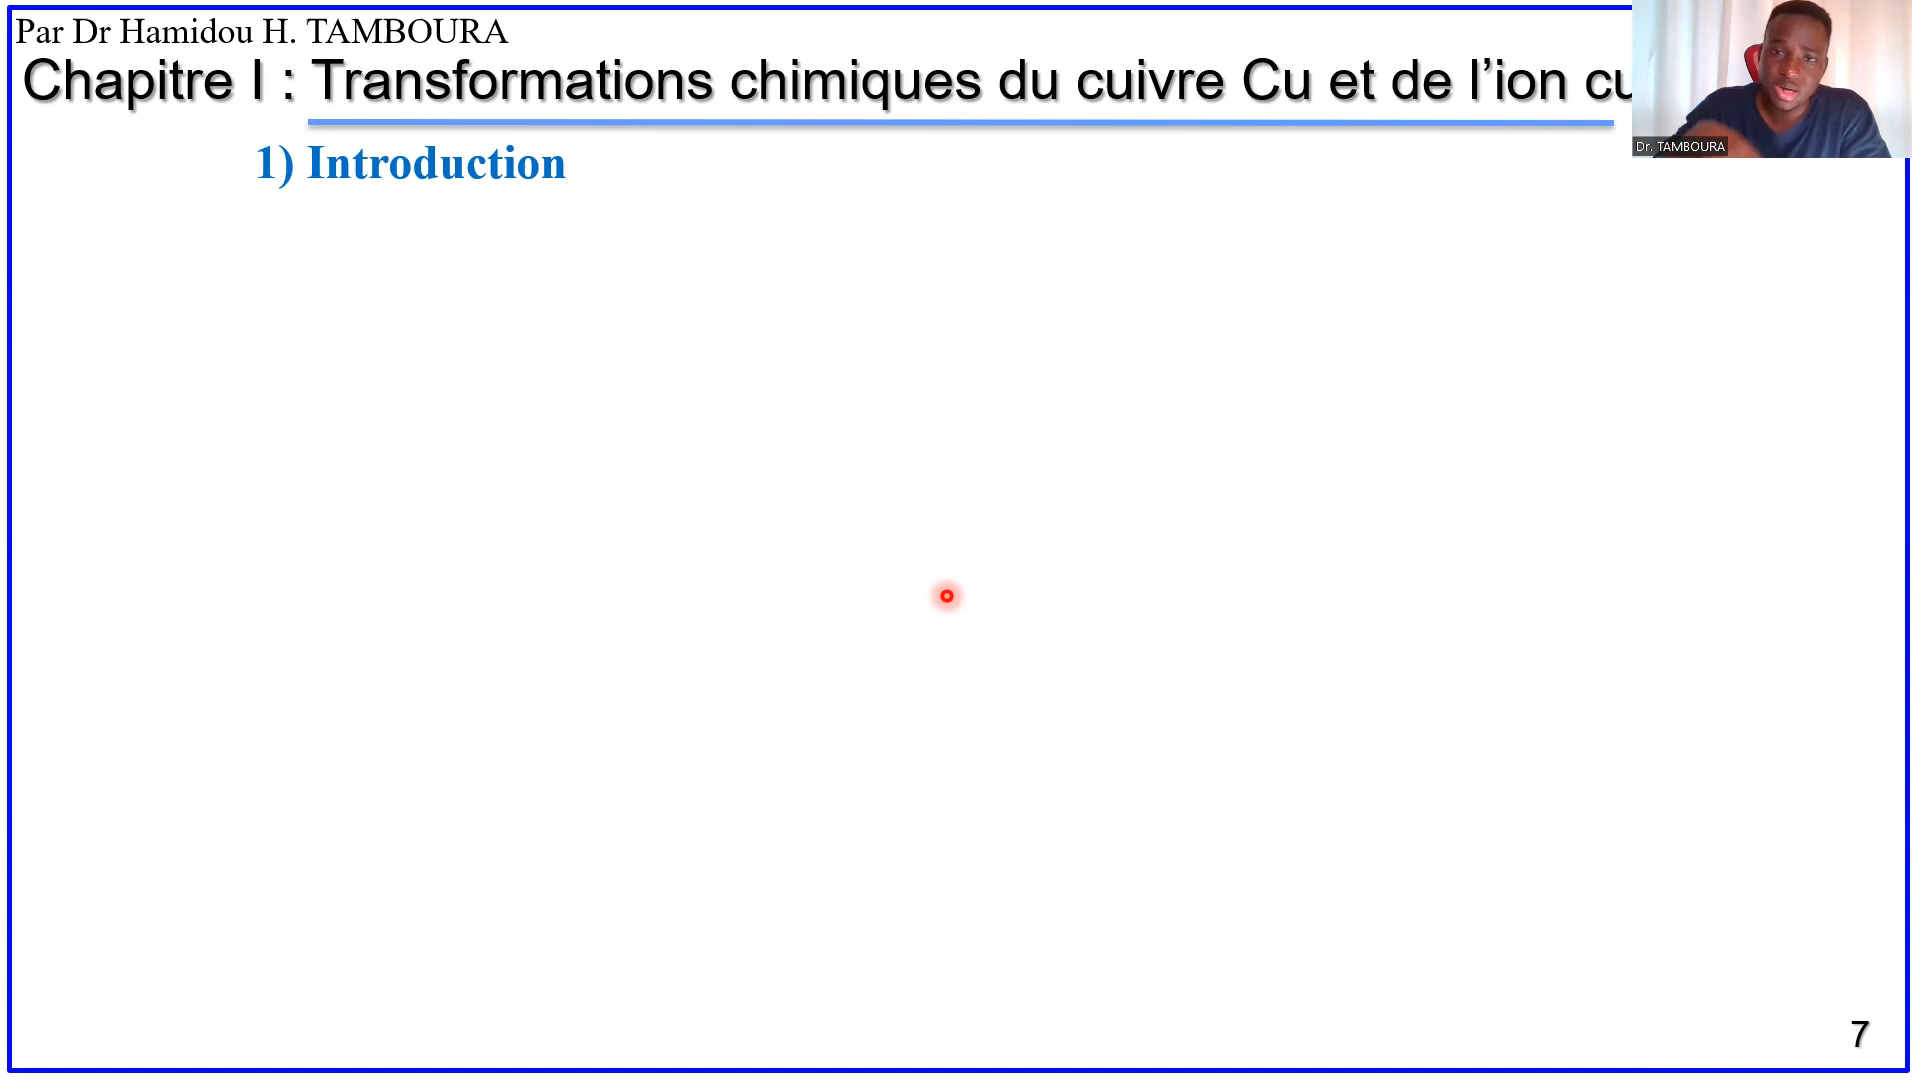 Par Dr Hamidou H. TAMBOURA
Chapitre I : Transformations chimiques du cuivre Cu et de l’ion cu
Dr. TAMBOURA
1) Introduction
7